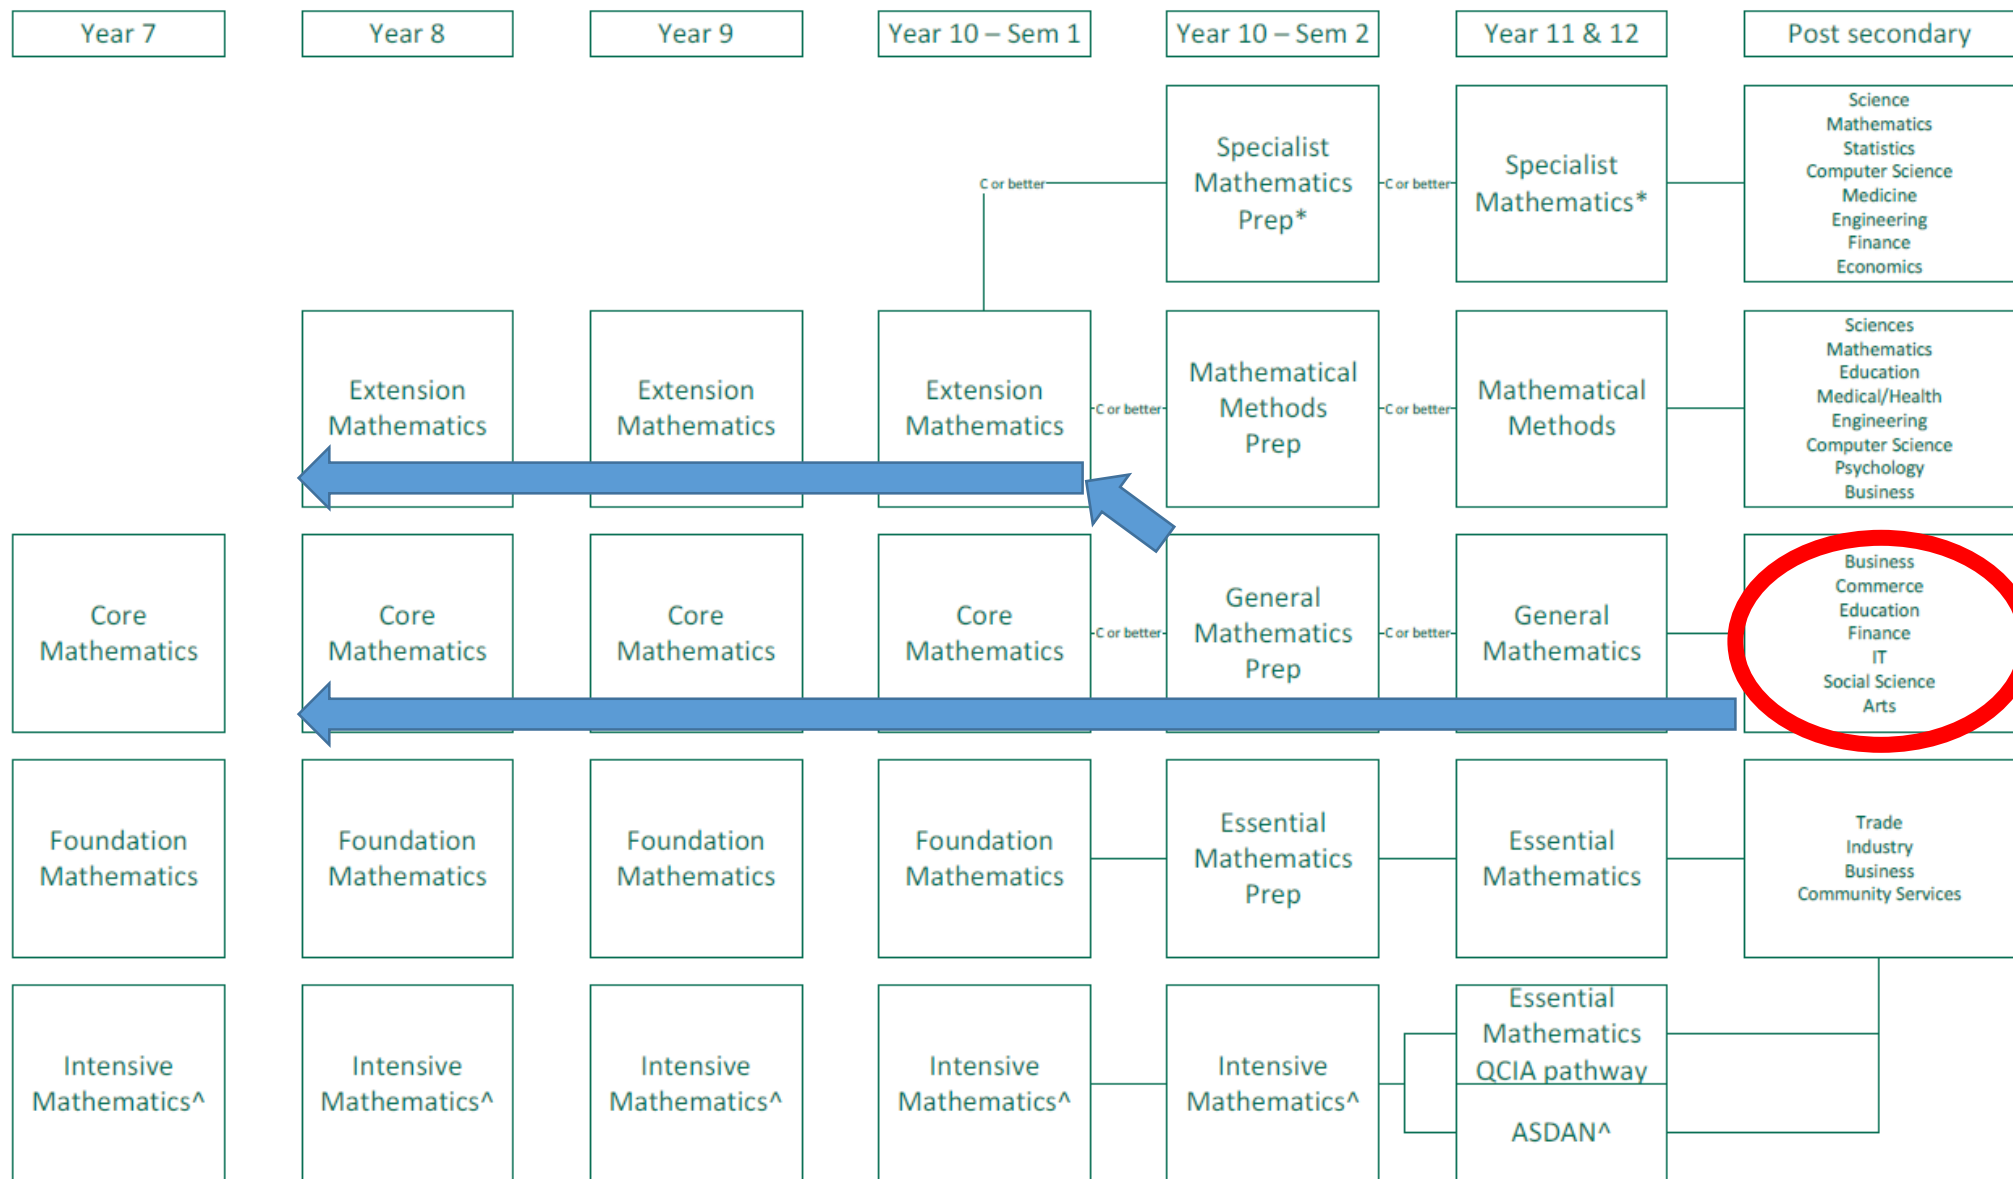 Year 7
Year 8
Year 9
Year 10 – Sem 1
Year 10 – Sem 2
Year 11 & 12
Post secondary
C or better
Specialist
Mathematics
Prep*
C or better
Specialist
Mathematics*
Science
Mathematics
Statistics
Computer Science
Medicine
Engineering
Finance
Economics
Extension
Mathematics
Extension
Mathematics
Extension
Mathematics
C or better
Mathematical
Methods
Prep
C or better
Mathematical
Methods
Sciences
Mathematics
Education
Medical/Health
Engineering
Computer Science
Psychology
Business
Core
Mathematics
Core
Mathematics
Core
Mathematics
Core
Mathematics
C or better
General
Mathematics
Prep
C or better
General
Mathematics
Business
Commerce
Education
Finance
IT
Social Science
Arts
Foundation
Mathematics
Foundation
Mathematics
Foundation
Mathematics
Foundation
Mathematics
Essential
Mathematics
Prep
Essential
Mathematics
Trade
Industry
Business
Community Services
Intensive
Mathematics^
Intensive
Mathematics^
Intensive
Mathematics^
Intensive
Mathematics^
Intensive
Mathematics^
Essential
Mathematics
QCIA pathway
ASDAN^